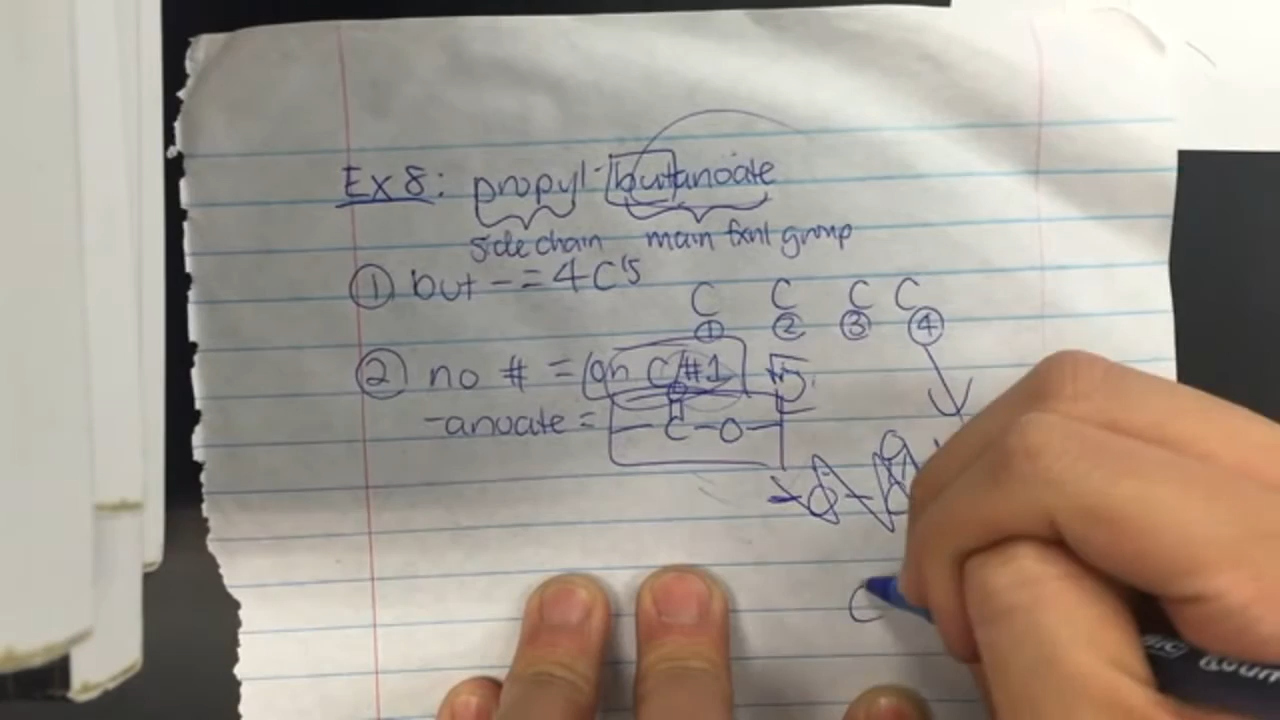 Ex 8: propyl-butanoate
side chain main fxnl group
① but - = 4 C's
C C C C
① ② ③ ④
② no # = on C #1
-anoate = -C-O-
C